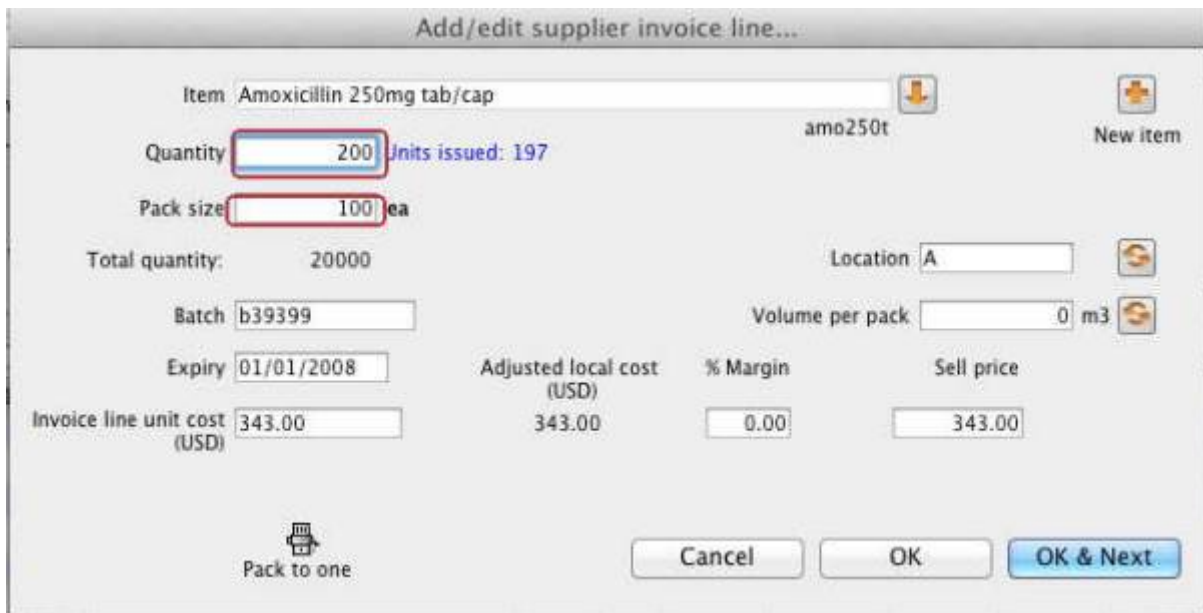 Add/edit supplier invoice line...
Item Amoxicillin 250mg tab/cap
amo250t
New item
Quantity 200 Units issued: 197
Pack size 100 ea
Total quantity: 20000
Location A
Batch b39399
Volume per pack 0 m3
Expiry 01/01/2008
Adjusted local cost
(USD)
% Margin
Sell price
Invoice line unit cost
(USD)
343.00
343.00
0.00
343.00
Pack to one
Cancel
OK
OK & Next